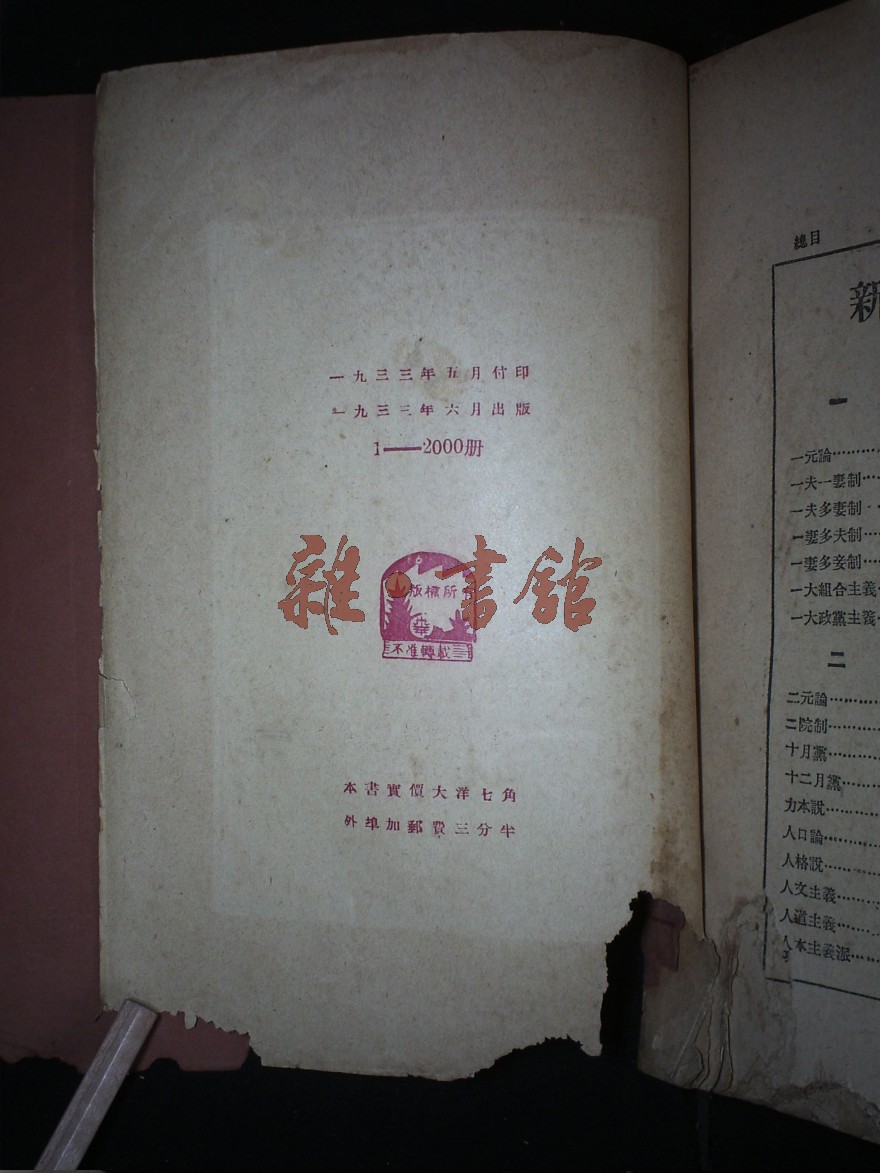 一九三三年五月付印
一九三三年六月出版
1——2000册
雜·書館
版權所
不准轉載
本書實價大洋七角
外埠加郵費三分半
總目
新
一
一元論………
一夫一妻制…
一夫多妻制…
一妻多夫制…
一妻多妾制…
一大組合主義…
一大政黨主義…
二
二元論………
二院制………
十月黨………
十二月黨……
力本說………
人口論………
人格說………
人文主義……
人道主義……
人本主義派…